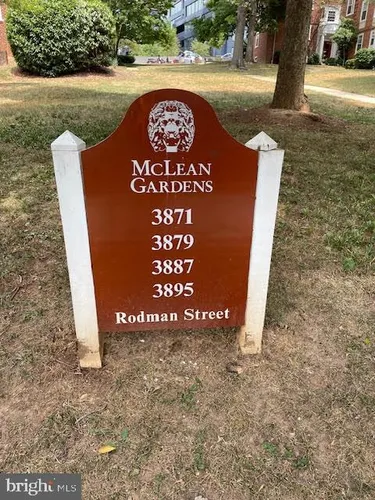 McLean
Gardens
3871
3879
3887
3895
Rodman Street
bright MLS